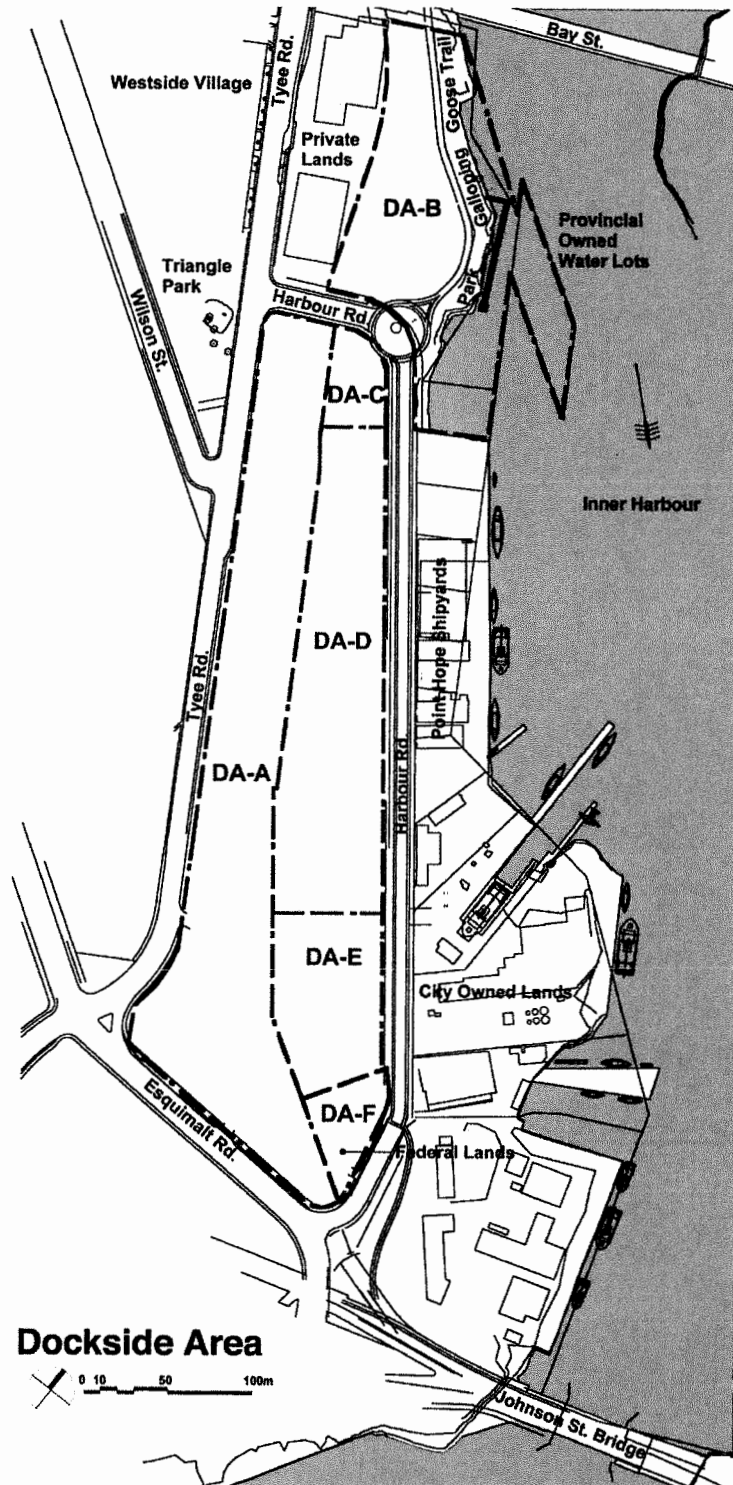 Bay St.
Westside Village
Tyee Rd.
Galloping Goose Trail
Private
Lands
DA-B
Provincial
Owned
Water Lots
Triangle
Park
Park
Harbour Rd.
Wilson St.
DA-C
Inner Harbour
Point Hope Shipyards
DA-D
Tyee Rd.
Harbour Rd
DA-A
DA-E
City Owned Lands
DA-F
Esquimalt Rd.
Federal Lands
Dockside Area
0 10 50 100m
Johnson St. Bridge